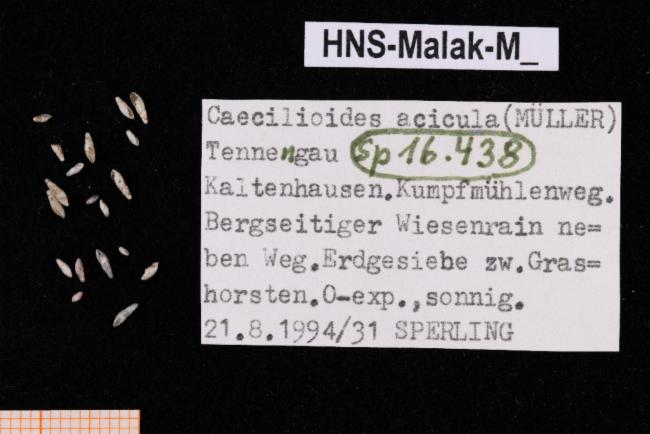 HNS-Malak-M_
Caecilioides acicula(MÜLLER)
Tennengau Sp 16.438
Kaltenhausen.Kumpfmühlenweg.
Bergseitiger Wiesenrain ne=
ben Weg.Erdgesiebe zw.Gras=
horsten.O-exp.,sonnig.
21.8.1994/31 SPERLING